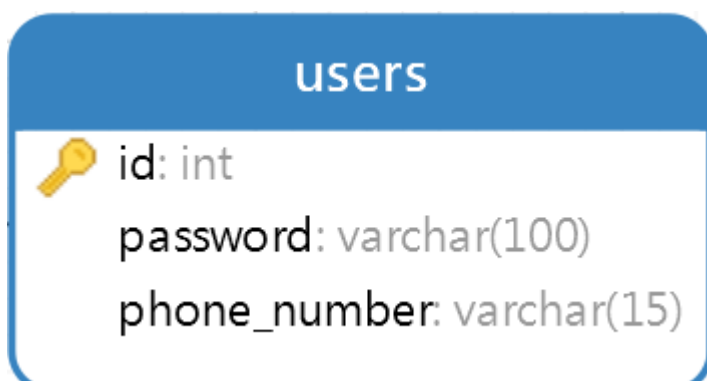 users
id: int
password: varchar(100)
phone_number: varchar(15)